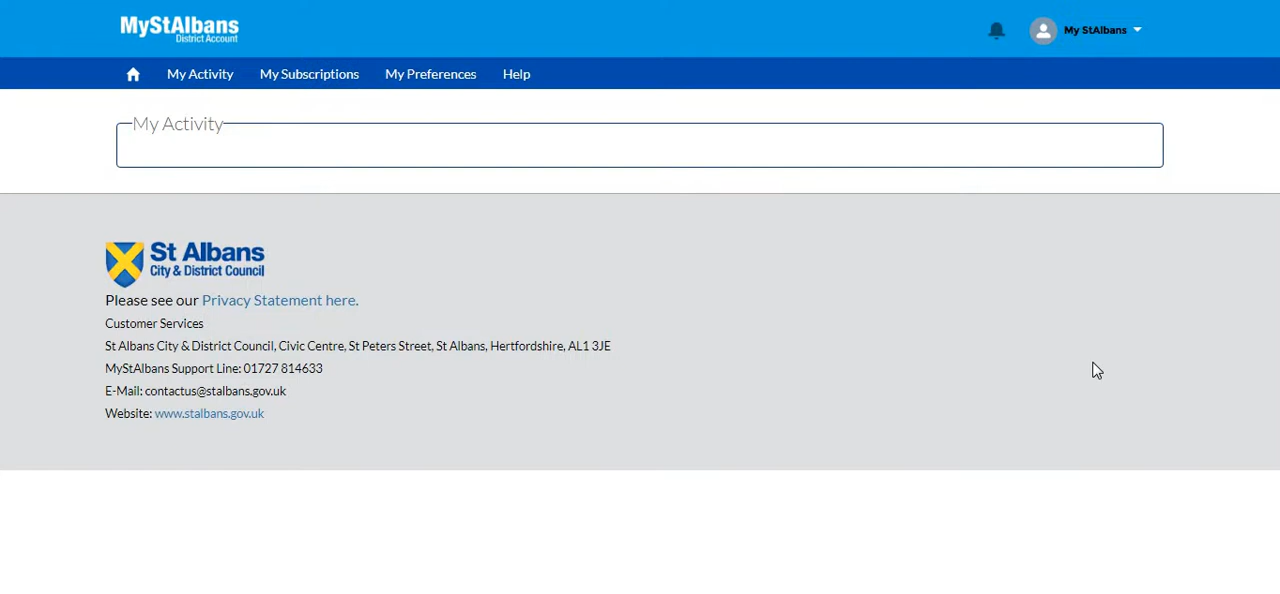 MyStAlbans
District Account
My StAlbans
My Activity
My Subscriptions
My Preferences
Help
My Activity
St Albans
City & District Council
Please see our Privacy Statement here.
Customer Services
St Albans City & District Council, Civic Centre, St Peters Street, St Albans, Hertfordshire, AL1 3JE
MyStAlbans Support Line: 01727 814633
E-Mail: contactus@stalbans.gov.uk
Website: www.stalbans.gov.uk